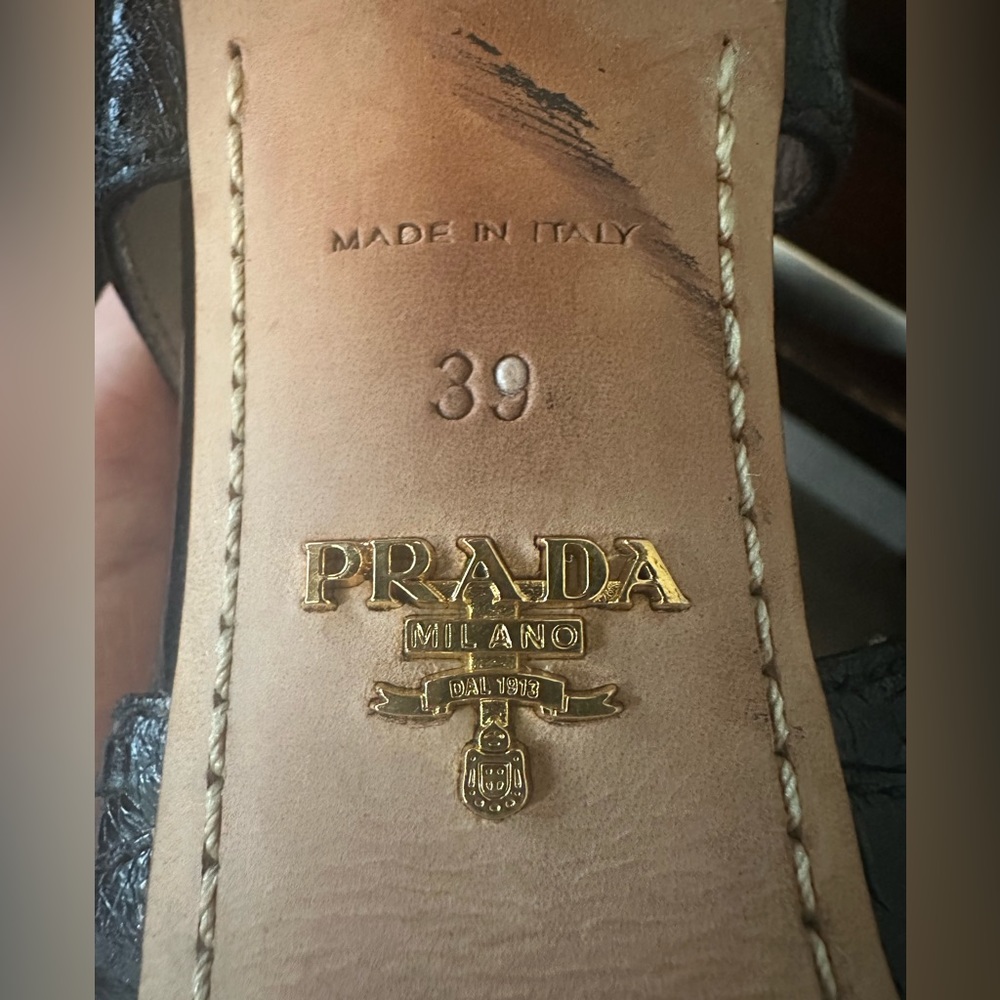 MADE IN ITALY
39
PRADA
MILANO
DAL 1913